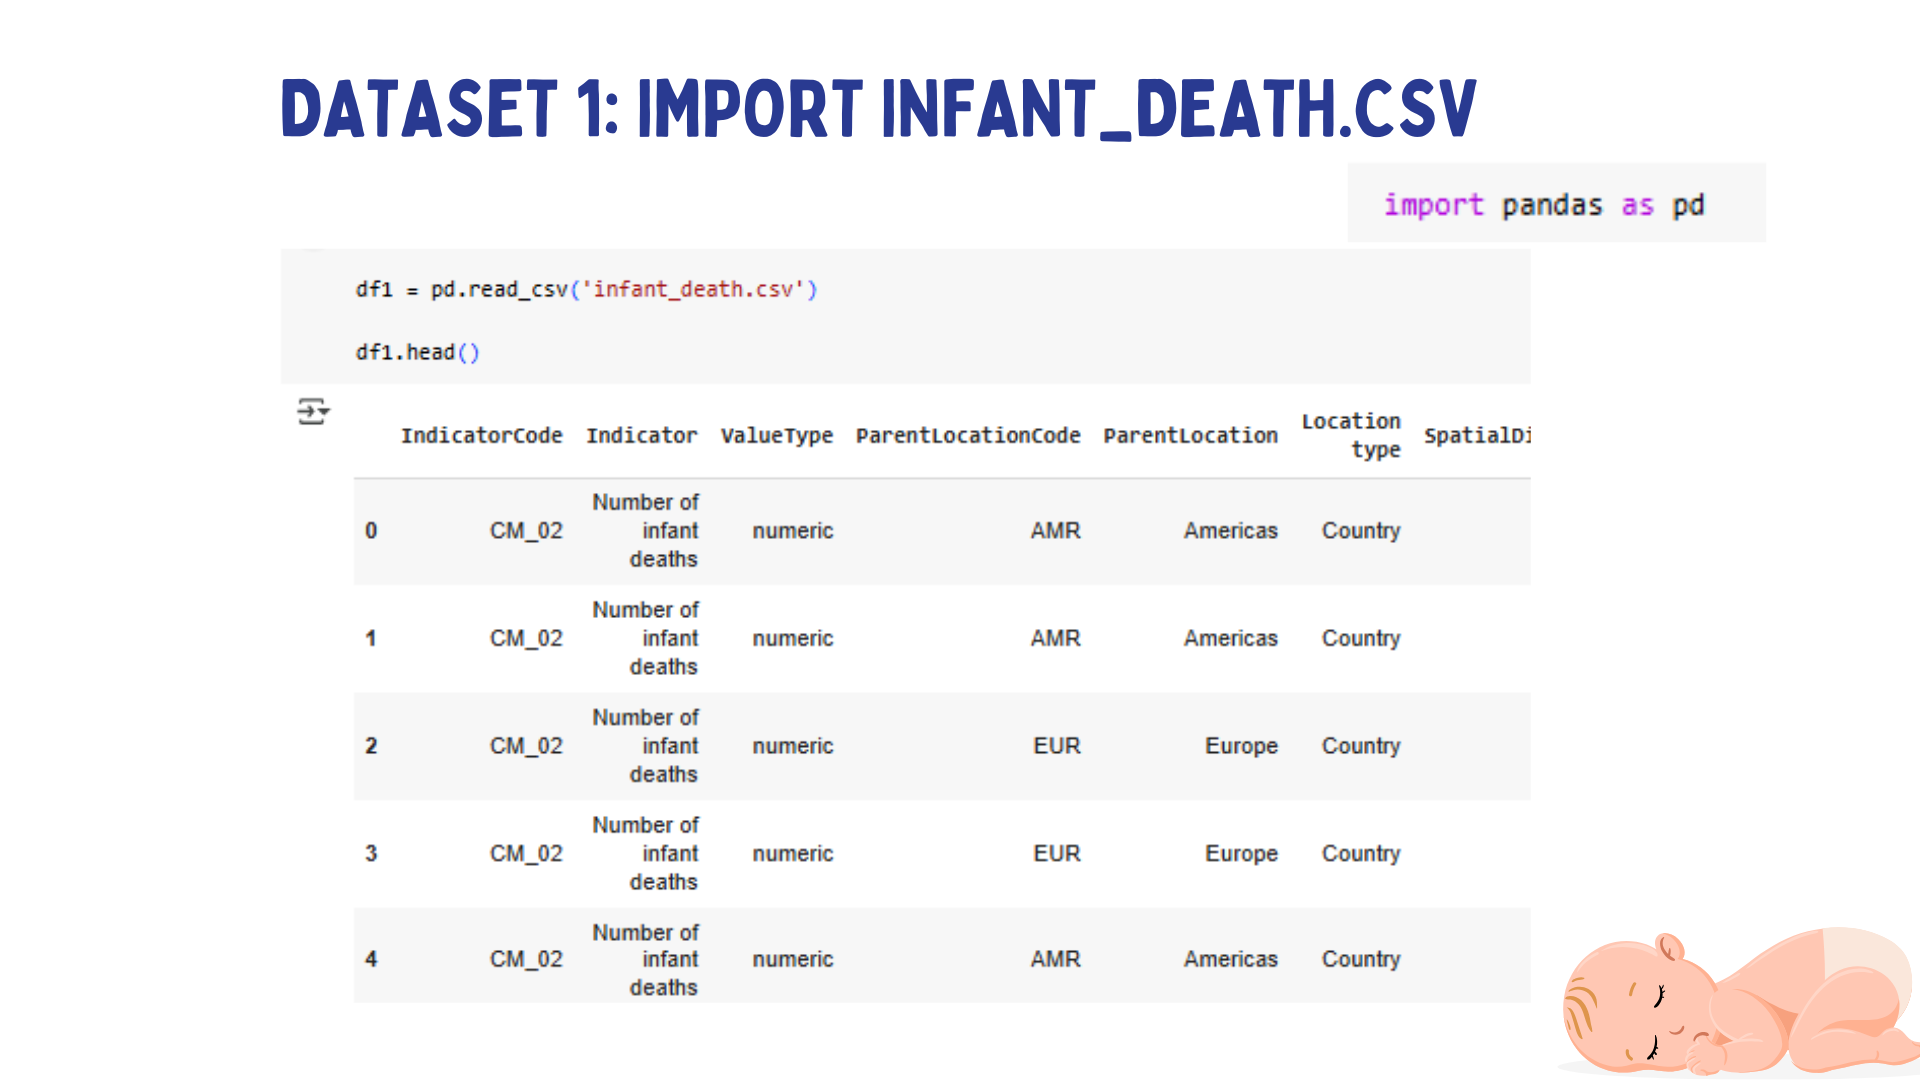 DATASET 1: IMPORT INFANT_DEATH.CSV
import pandas as pd
df1 = pd.read_csv('infant_death.csv')
df1.head()
IndicatorCode Indicator ValueType ParentLocationCode ParentLocation Location type SpatialDi
0 CM_02 Number of infant deaths numeric AMR Americas Country
1 CM_02 Number of infant deaths numeric AMR Americas Country
2 CM_02 Number of infant deaths numeric EUR Europe Country
3 CM_02 Number of infant deaths numeric EUR Europe Country
4 CM_02 Number of infant deaths numeric AMR Americas Country